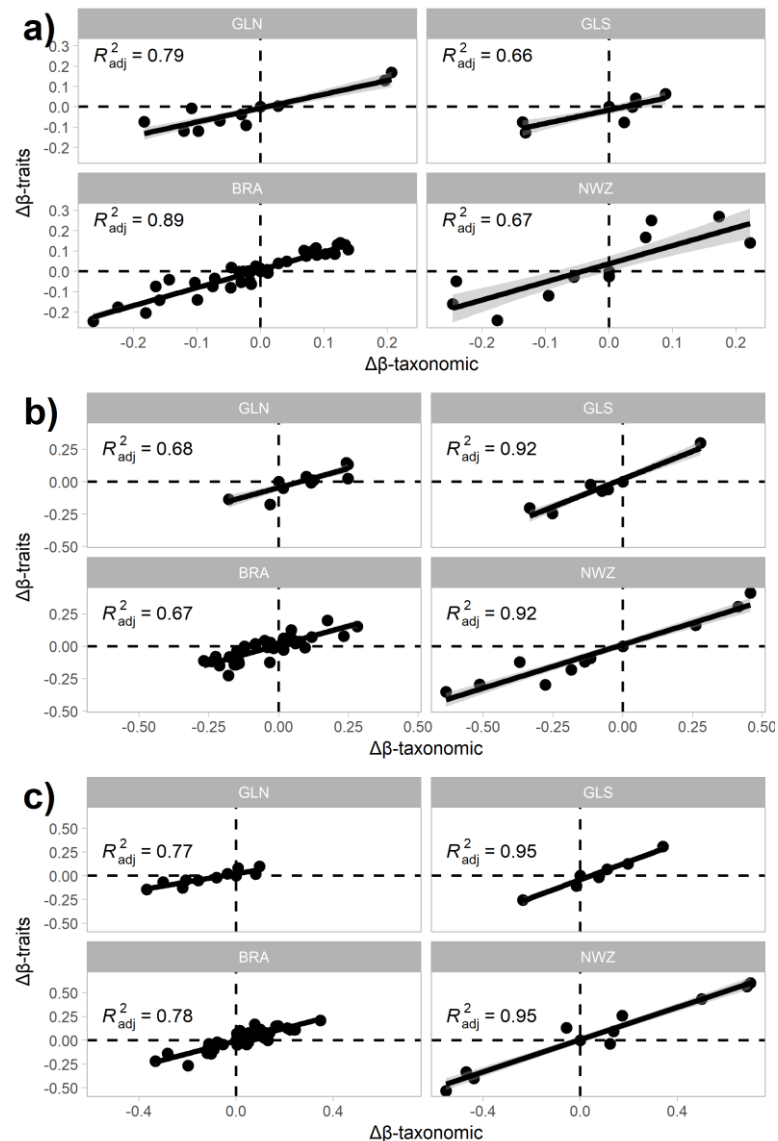 a)
GLN GLS
R²adj = 0.79 R²adj = 0.66
0.3
0.2
0.1
0.0
-0.1
BRA NWZ
R²adj = 0.89 R²adj = 0.67
0.3
0.2
0.1
0.0
-0.1
-0.2
Δβ-traits
-0.2 -0.1 0.0 0.1 0.2 -0.2 -0.1 0.0 0.1 0.2
Δβ-taxonomic
b)
GLN GLS
R²adj = 0.68 R²adj = 0.92
0.25
0.00
-0.25
-0.50
BRA NWZ
R²adj = 0.67 R²adj = 0.92
0.25
0.00
-0.25
-0.50
Δβ-traits
-0.50 -0.25 0.00 0.25 0.50 -0.50 -0.25 0.00 0.25 0.50
Δβ-taxonomic
c)
GLN GLS
R²adj = 0.77 R²adj = 0.95
0.50
0.25
0.00
-0.25
-0.50
BRA NWZ
R²adj = 0.78 R²adj = 0.95
0.50
0.25
0.00
-0.25
-0.50
Δβ-traits
-0.4 0.0 0.4 -0.4 0.0 0.4
Δβ-taxonomic